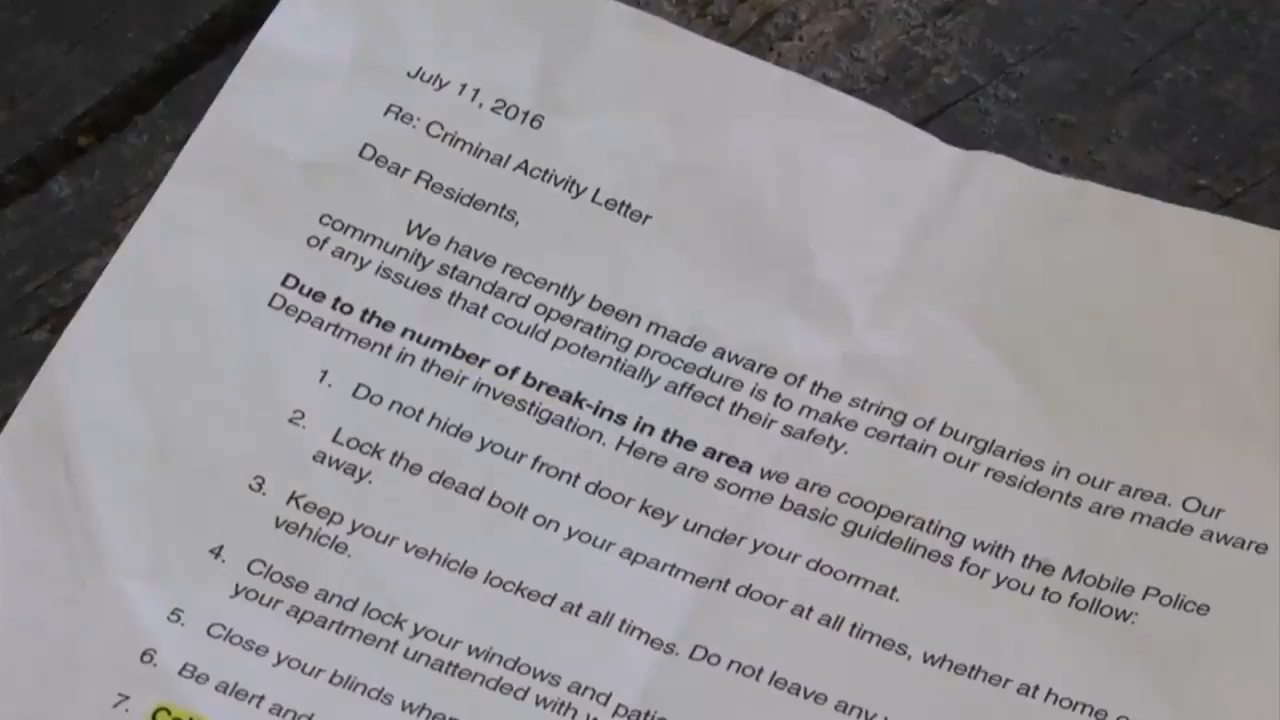 July 11, 2016
Re: Criminal Activity Letter
Dear Residents,
We have recently been made aware of the string of burglaries in our area. Our
community standard operating procedure is to make certain our residents are made aware
of any issues that could potentially affect their safety.
Due to the number of break-ins in the area we are cooperating with the Mobile Police
Department in their investigation. Here are some basic guidelines for you to follow:
1. Do not hide your front door key under your doormat.
2. Lock the dead bolt on your apartment door at all times, whether at home
away.
3. Keep your vehicle locked at all times. Do not leave any
vehicle.
4. Close and lock your windows and
your apartment unattended with
5. Close your blinds
6. Be alert and
7.